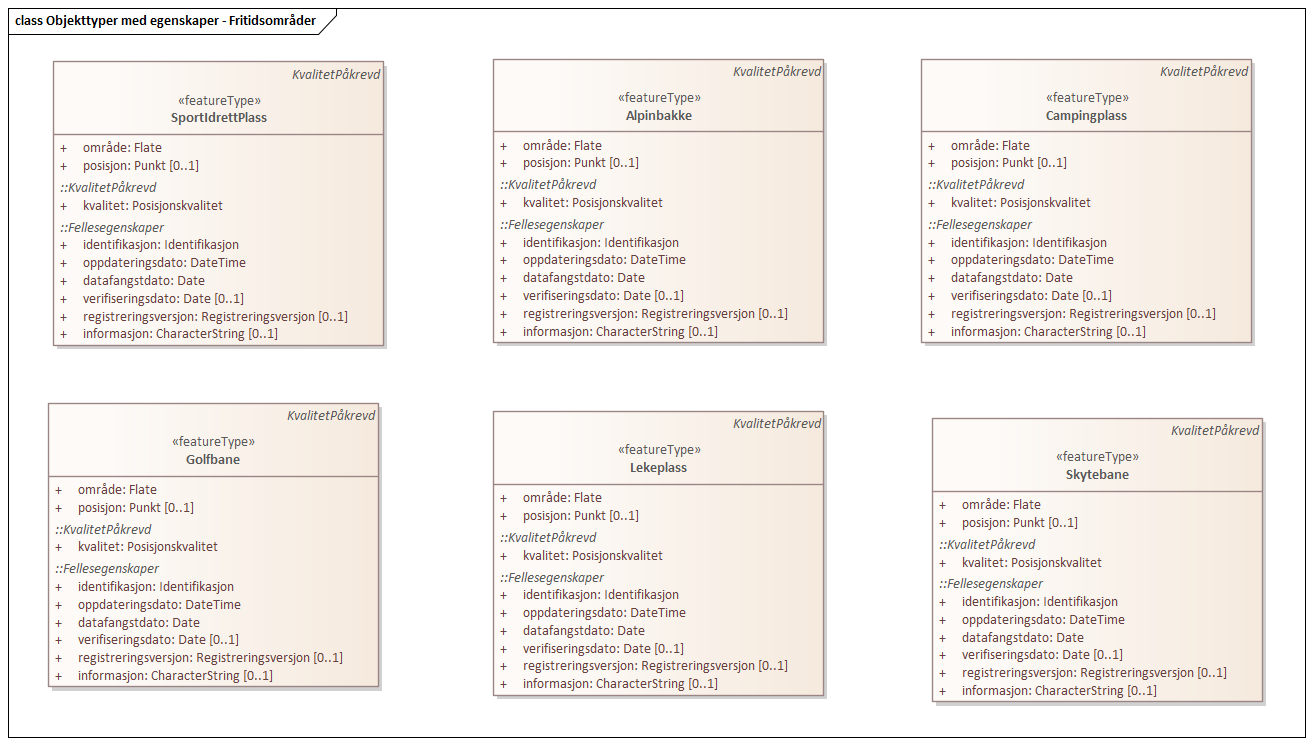 class Objekttyper med egenskaper - Fritidsområder
KvalitetPåkrevd
«featureType»
SportIdrettPlass
+ område: Flate
+ posisjon: Punkt [0..1]
::KvalitetPåkrevd
+ kvalitet: Posisjonskvalitet
::Fellesegenskaper
+ identifikasjon: Identifikasjon
+ oppdateringsdato: DateTime
+ datafangstdato: Date
+ verifiseringsdato: Date [0..1]
+ registreringsversjon: Registreringsversjon [0..1]
+ informasjon: CharacterString [0..1]
KvalitetPåkrevd
«featureType»
Alpinbakke
+ område: Flate
+ posisjon: Punkt [0..1]
::KvalitetPåkrevd
+ kvalitet: Posisjonskvalitet
::Fellesegenskaper
+ identifikasjon: Identifikasjon
+ oppdateringsdato: DateTime
+ datafangstdato: Date
+ verifiseringsdato: Date [0..1]
+ registreringsversjon: Registreringsversjon [0..1]
+ informasjon: CharacterString [0..1]
KvalitetPåkrevd
«featureType»
Campingplass
+ område: Flate
+ posisjon: Punkt [0..1]
::KvalitetPåkrevd
+ kvalitet: Posisjonskvalitet
::Fellesegenskaper
+ identifikasjon: Identifikasjon
+ oppdateringsdato: DateTime
+ datafangstdato: Date
+ verifiseringsdato: Date [0..1]
+ registreringsversjon: Registreringsversjon [0..1]
+ informasjon: CharacterString [0..1]
KvalitetPåkrevd
«featureType»
Golfbane
+ område: Flate
+ posisjon: Punkt [0..1]
::KvalitetPåkrevd
+ kvalitet: Posisjonskvalitet
::Fellesegenskaper
+ identifikasjon: Identifikasjon
+ oppdateringsdato: DateTime
+ datafangstdato: Date
+ verifiseringsdato: Date [0..1]
+ registreringsversjon: Registreringsversjon [0..1]
+ informasjon: CharacterString [0..1]
KvalitetPåkrevd
«featureType»
Lekeplass
+ område: Flate
+ posisjon: Punkt [0..1]
::KvalitetPåkrevd
+ kvalitet: Posisjonskvalitet
::Fellesegenskaper
+ identifikasjon: Identifikasjon
+ oppdateringsdato: DateTime
+ datafangstdato: Date
+ verifiseringsdato: Date [0..1]
+ registreringsversjon: Registreringsversjon [0..1]
+ informasjon: CharacterString [0..1]
KvalitetPåkrevd
«featureType»
Skytebane
+ område: Flate
+ posisjon: Punkt [0..1]
::KvalitetPåkrevd
+ kvalitet: Posisjonskvalitet
::Fellesegenskaper
+ identifikasjon: Identifikasjon
+ oppdateringsdato: DateTime
+ datafangstdato: Date
+ verifiseringsdato: Date [0..1]
+ registreringsversjon: Registreringsversjon [0..1]
+ informasjon: CharacterString [0..1]